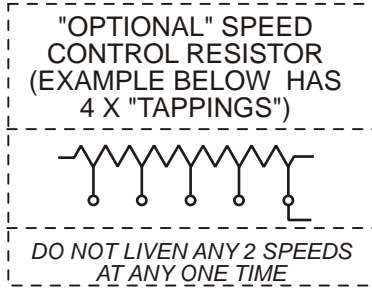 "OPTIONAL" SPEED
CONTROL RESISTOR
(EXAMPLE BELOW HAS
4 X "TAPPINGS")
DO NOT LIVEN ANY 2 SPEEDS
AT ANY ONE TIME